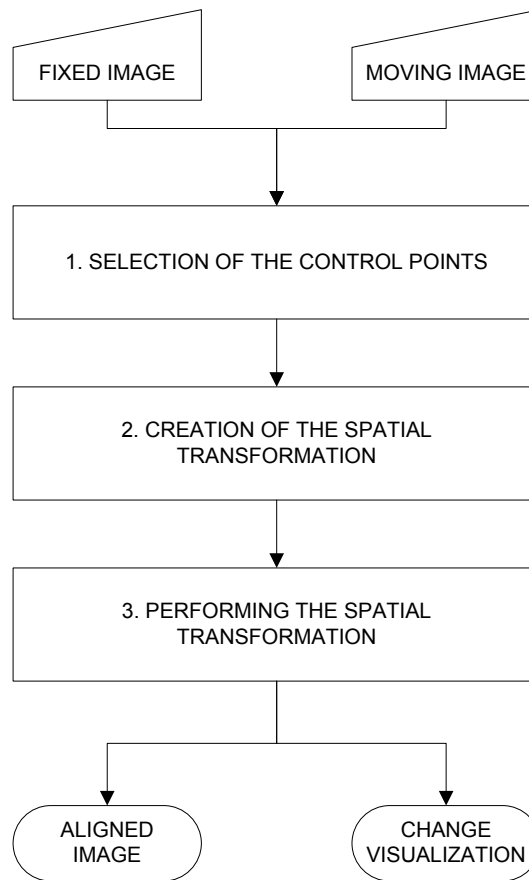 FIXED IMAGE
MOVING IMAGE
1. SELECTION OF THE CONTROL POINTS
2. CREATION OF THE SPATIAL
TRANSFORMATION
3. PERFORMING THE SPATIAL
TRANSFORMATION
ALIGNED
IMAGE
CHANGE
VISUALIZATION